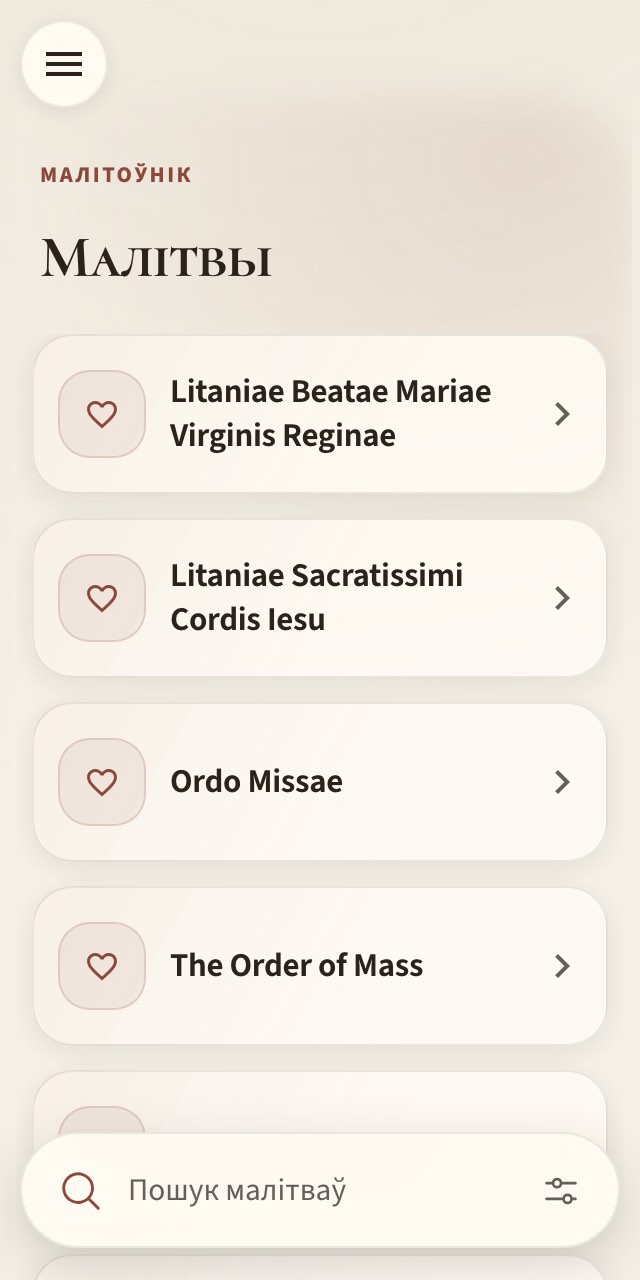 МАЛІТОЎНІК
Малітвы
Litaniae Beatae Mariae
Virginis Reginae
Litaniae Sacratissimi
Cordis Iesu
Ordo Missae
The Order of Mass
Пошук малітваў